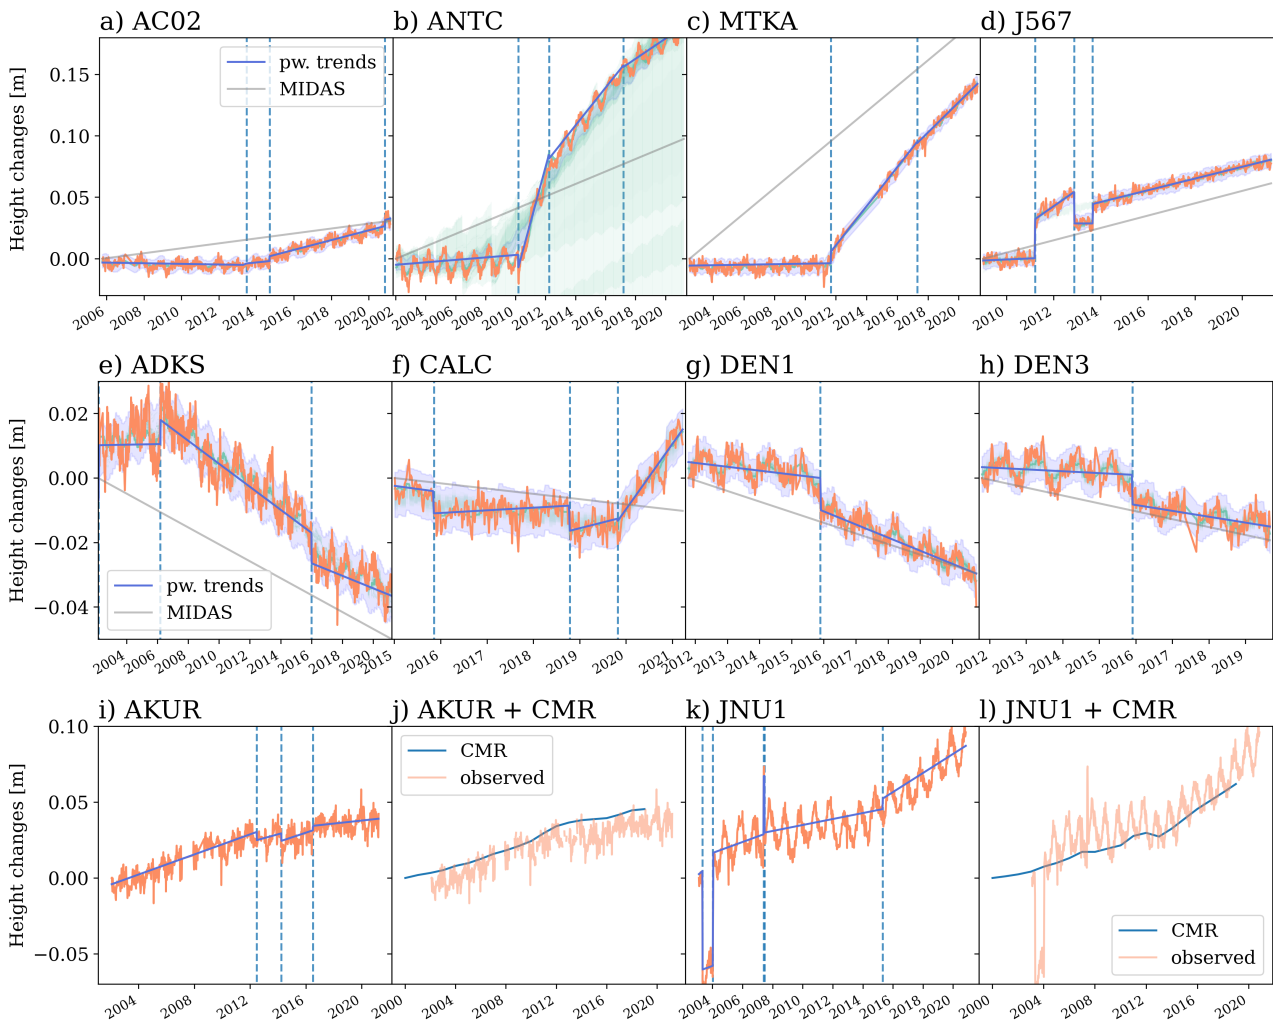 a) AC02
b) ANTC
c) MTKA
d) J567
Height changes [m]
0.15
0.10
0.05
0.00
pw. trends
MIDAS
2006 2008 2010 2012 2014 2016 2018 2020
2002 2004 2006 2008 2010 2012 2014 2016 2018 2020
2004 2006 2008 2010 2012 2014 2016 2018 2020
2010 2012 2014 2016 2018 2020
e) ADKS
f) CALC
g) DEN1
h) DEN3
Height changes [m]
0.02
0.00
−0.02
−0.04
pw. trends
MIDAS
2004 2006 2008 2010 2012 2014 2016 2018 2020
2015 2016 2017 2018 2019 2020 2021
2012 2013 2014 2015 2016 2017 2018 2019 2020
2012 2013 2014 2015 2016 2017 2018 2019
i) AKUR
j) AKUR + CMR
k) JNU1
l) JNU1 + CMR
Height changes [m]
0.10
0.05
0.00
−0.05
CMR
observed
CMR
observed
2004 2008 2012 2016 2020
2000 2004 2008 2012 2016 2020
2004 2006 2008 2010 2012 2014 2016 2018 2020
2000 2004 2008 2012 2016 2020